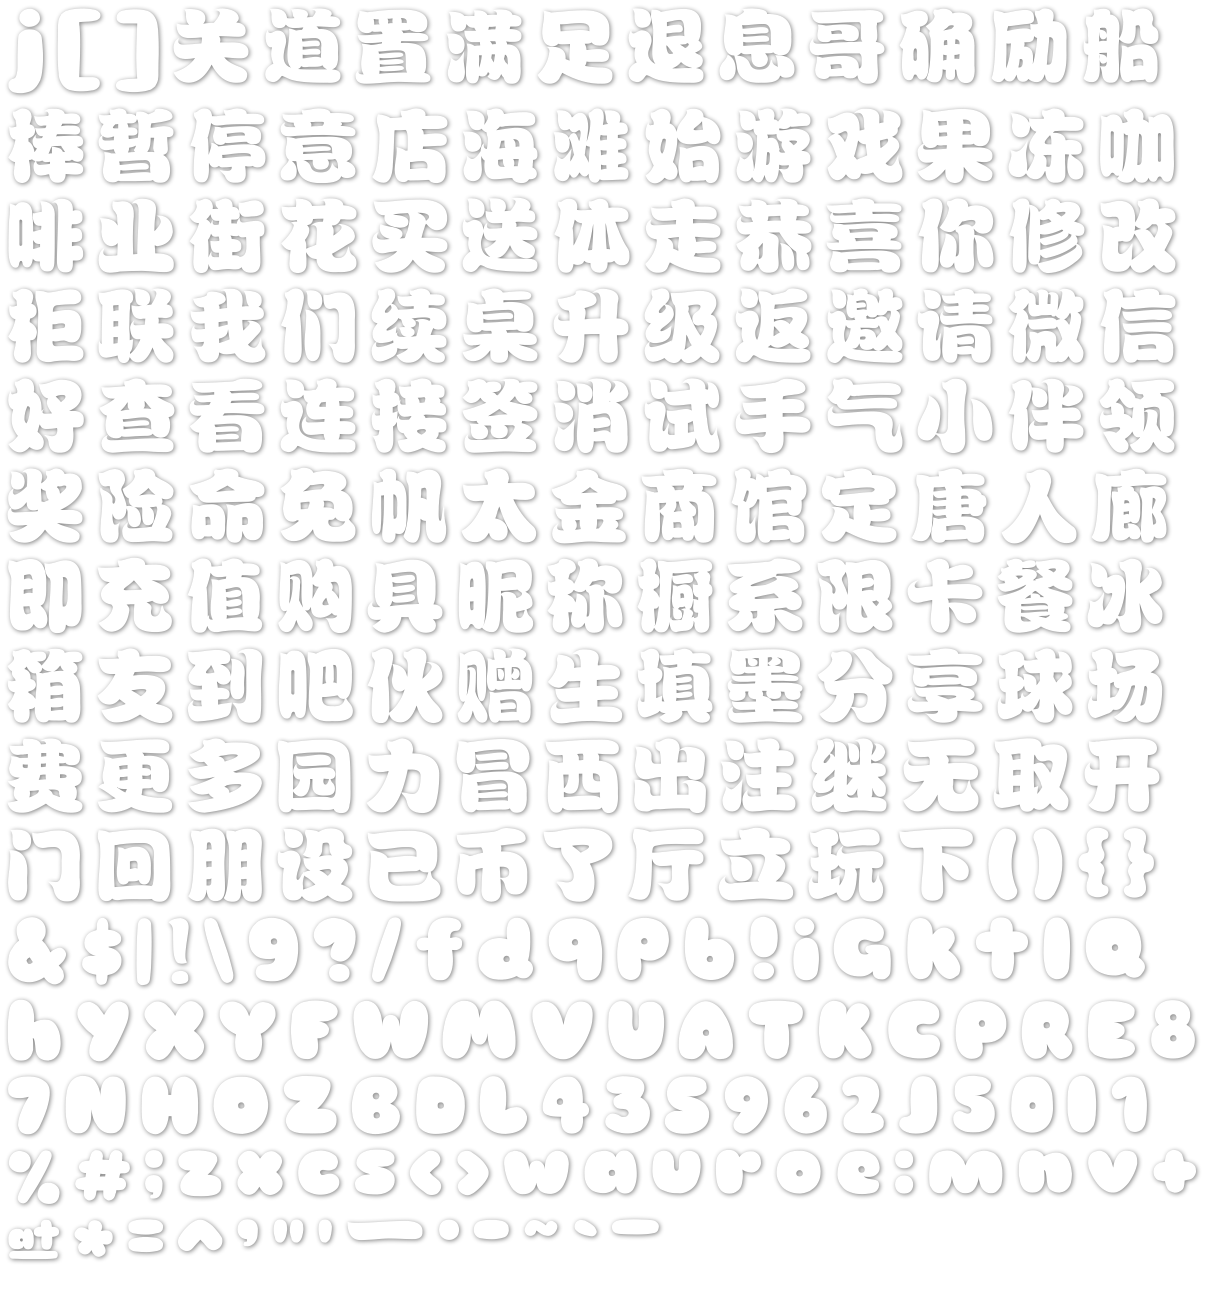 j[]关道置满足退息哥确励船
棒暂停意店海滩始游戏果冻咖
啡业街花买送体走恭喜你修改
柜联我们续桌升级返邀请微信
好查看连接签消试手气小伴领
奖险命免帆太金商馆定唐人廊
即充值购具昵称橱系限卡餐冰
箱友到吧伙赠生填墨分享球场
费更多园力冒西出注继无取开
门回朋设已币了厅立玩下(){}
&$|!\9?/fdqpb!iGkt|Q
hyXYFWMVUATKCPRE8
7NHOZBDL435962JS0I1
%#;zxcs<>wauroe:mnv+
at*=^,"'—·-~`一